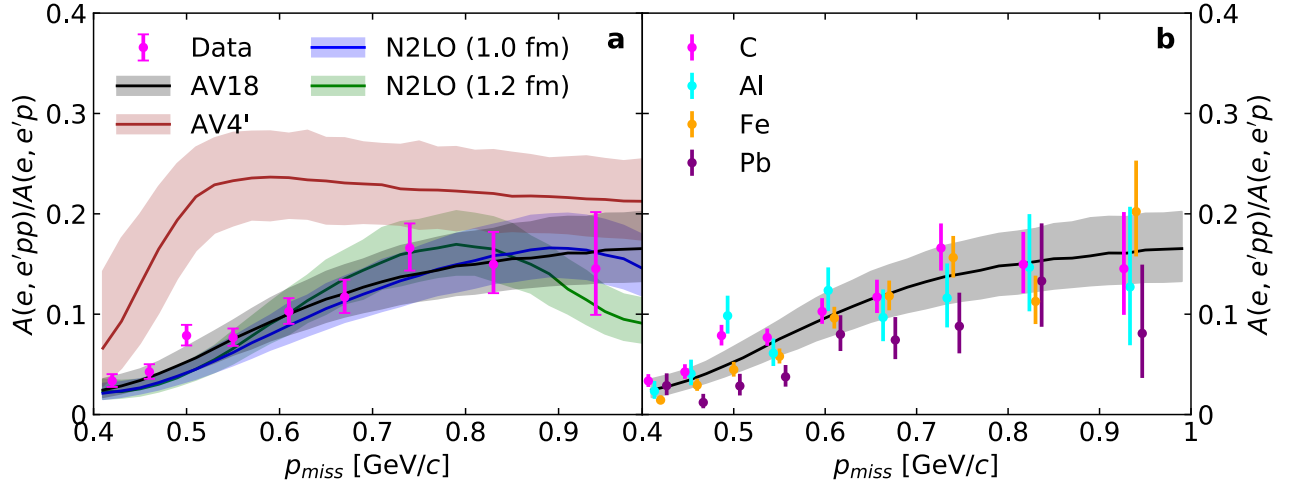 A(e, e′pp)/A(e, e′p)
0.4
0.3
0.2
0.1
0
a
Data
AV18
AV4'
N2LO (1.0 fm)
N2LO (1.2 fm)
0.4 0.5 0.6 0.7 0.8 0.9
p_miss [GeV/c]
b
C
Al
Fe
Pb
0.4 0.5 0.6 0.7 0.8 0.9 1
p_miss [GeV/c]
0.4
0.3
0.2
0.1
0
A(e, e′pp)/A(e, e′p)